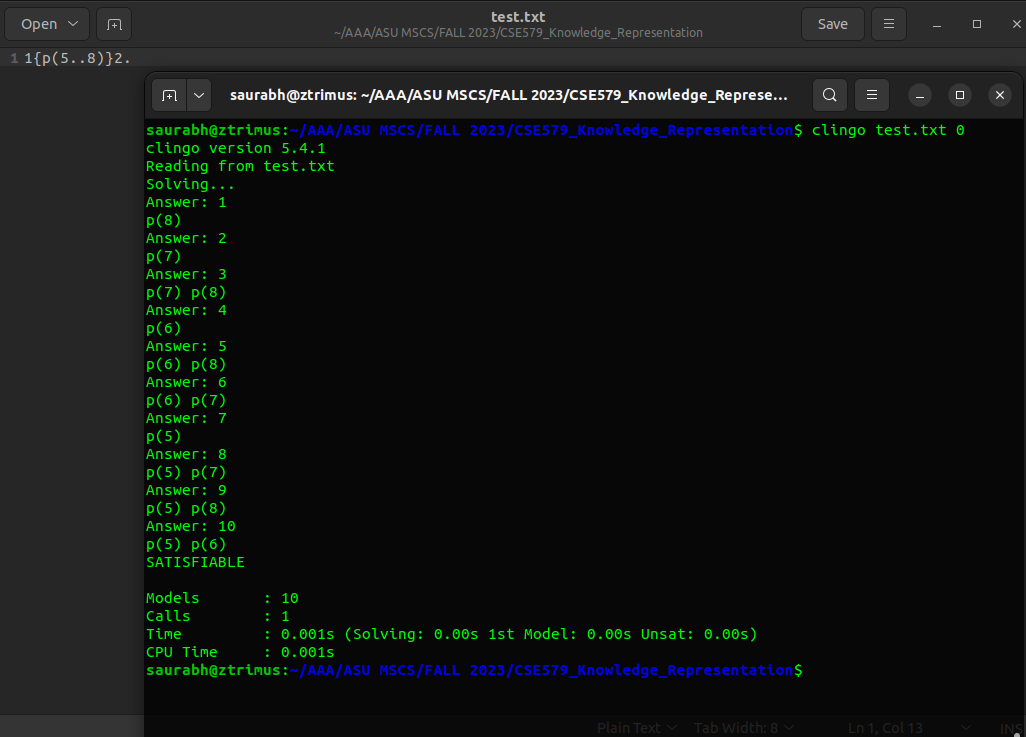 Open
test.txt
~/AAA/ASU MSCS/FALL 2023/CSE579_Knowledge_Representation
Save
1 1{p(5..8)}2.
saurabh@ztrimus: ~/AAA/ASU MSCS/FALL 2023/CSE579_Knowledge_Represe...
saurabh@ztrimus:~/AAA/ASU MSCS/FALL 2023/CSE579_Knowledge_Representation$ clingo test.txt 0
clingo version 5.4.1
Reading from test.txt
Solving...
Answer: 1
p(8)
Answer: 2
p(7)
Answer: 3
p(7) p(8)
Answer: 4
p(6)
Answer: 5
p(6) p(8)
Answer: 6
p(6) p(7)
Answer: 7
p(5)
Answer: 8
p(5) p(7)
Answer: 9
p(5) p(8)
Answer: 10
p(5) p(6)
SATISFIABLE
Models       : 10
Calls        : 1
Time         : 0.001s (Solving: 0.00s 1st Model: 0.00s Unsat: 0.00s)
CPU Time     : 0.001s
saurabh@ztrimus:~/AAA/ASU MSCS/FALL 2023/CSE579_Knowledge_Representation$
Plain Text Tab Width: 8 Ln 1, Col 13 INS